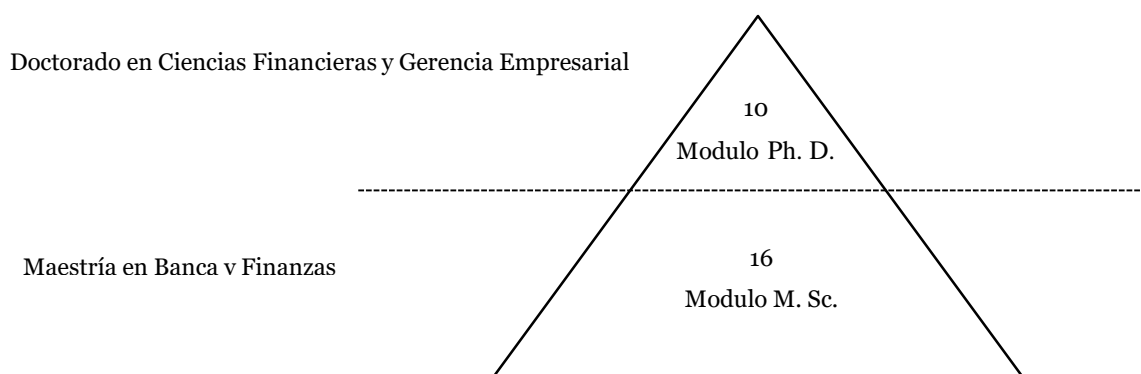 Doctorado en Ciencias Financieras y Gerencia Empresarial
10
Modulo Ph. D.
Maestría en Banca v Finanzas
16
Modulo M. Sc.